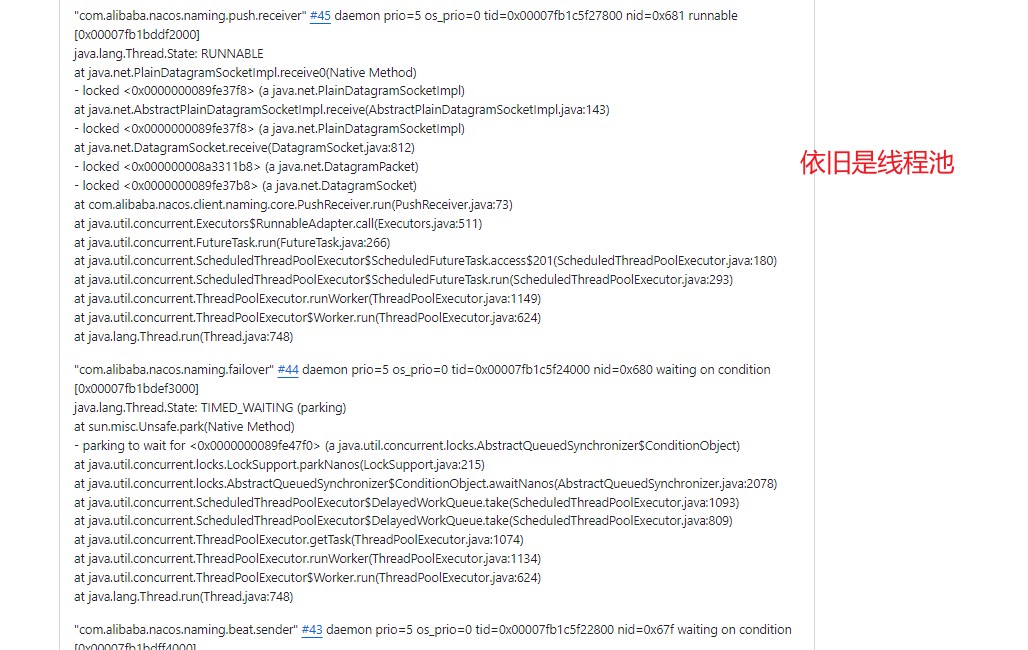 "com.alibaba.nacos.naming.push.receiver" #45 daemon prio=5 os_prio=0 tid=0x00007fb1c5f27800 nid=0x681 runnable
[0x00007fb1bddf2000]
java.lang.Thread.State: RUNNABLE
at java.net.PlainDatagramSocketImpl.receive0(Native Method)
- locked <0x0000000089fe37f8> (a java.net.PlainDatagramSocketImpl)
at java.net.AbstractPlainDatagramSocketImpl.receive(AbstractPlainDatagramSocketImpl.java:143)
- locked <0x0000000089fe37f8> (a java.net.PlainDatagramSocketImpl)
at java.net.DatagramSocket.receive(DatagramSocket.java:812)
- locked <0x000000008a3311b8> (a java.net.DatagramPacket)
依旧是线程池
- locked <0x0000000089fe37b8> (a java.net.DatagramSocket)
at com.alibaba.nacos.client.naming.core.PushReceiver.run(PushReceiver.java:73)
at java.util.concurrent.Executors$RunnableAdapter.call(Executors.java:511)
at java.util.concurrent.FutureTask.run(FutureTask.java:266)
at java.util.concurrent.ScheduledThreadPoolExecutor$ScheduledFutureTask.access$201(ScheduledThreadPoolExecutor.java:180)
at java.util.concurrent.ScheduledThreadPoolExecutor$ScheduledFutureTask.run(ScheduledThreadPoolExecutor.java:293)
at java.util.concurrent.ThreadPoolExecutor.runWorker(ThreadPoolExecutor.java:1149)
at java.util.concurrent.ThreadPoolExecutor$Worker.run(ThreadPoolExecutor.java:624)
at java.lang.Thread.run(Thread.java:748)
"com.alibaba.nacos.naming.failover" #44 daemon prio=5 os_prio=0 tid=0x00007fb1c5f24000 nid=0x680 waiting on condition
[0x00007fb1bdef3000]
java.lang.Thread.State: TIMED_WAITING (parking)
at sun.misc.Unsafe.park(Native Method)
- parking to wait for <0x0000000089fe47f0> (a java.util.concurrent.locks.AbstractQueuedSynchronizer$ConditionObject)
at java.util.concurrent.locks.LockSupport.parkNanos(LockSupport.java:215)
at java.util.concurrent.locks.AbstractQueuedSynchronizer$ConditionObject.awaitNanos(AbstractQueuedSynchronizer.java:2078)
at java.util.concurrent.ScheduledThreadPoolExecutor$DelayedWorkQueue.take(ScheduledThreadPoolExecutor.java:1093)
at java.util.concurrent.ScheduledThreadPoolExecutor$DelayedWorkQueue.take(ScheduledThreadPoolExecutor.java:809)
at java.util.concurrent.ThreadPoolExecutor.getTask(ThreadPoolExecutor.java:1074)
at java.util.concurrent.ThreadPoolExecutor.runWorker(ThreadPoolExecutor.java:1134)
at java.util.concurrent.ThreadPoolExecutor$Worker.run(ThreadPoolExecutor.java:624)
at java.lang.Thread.run(Thread.java:748)
"com.alibaba.nacos.naming.beat.sender" #43 daemon prio=5 os_prio=0 tid=0x00007fb1c5f22800 nid=0x67f waiting on condition
[0x00007fb1bdff4000]